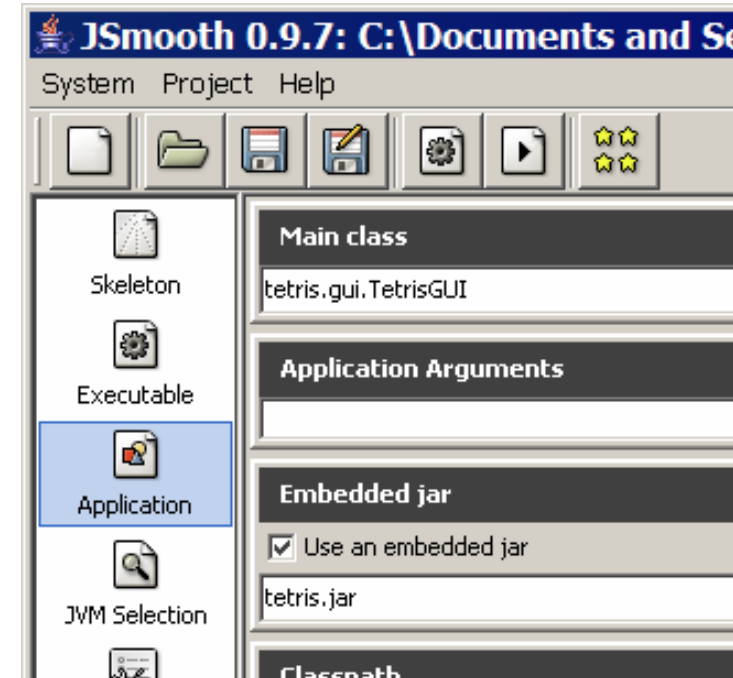 JSmooth 0.9.7: C:\Documents and Se
System Project Help
Skeleton
Executable
Application
JVM Selection
Main class
tetris.gui.TetrisGUI
Application Arguments
Embedded jar
Use an embedded jar
tetris.jar
Classpath